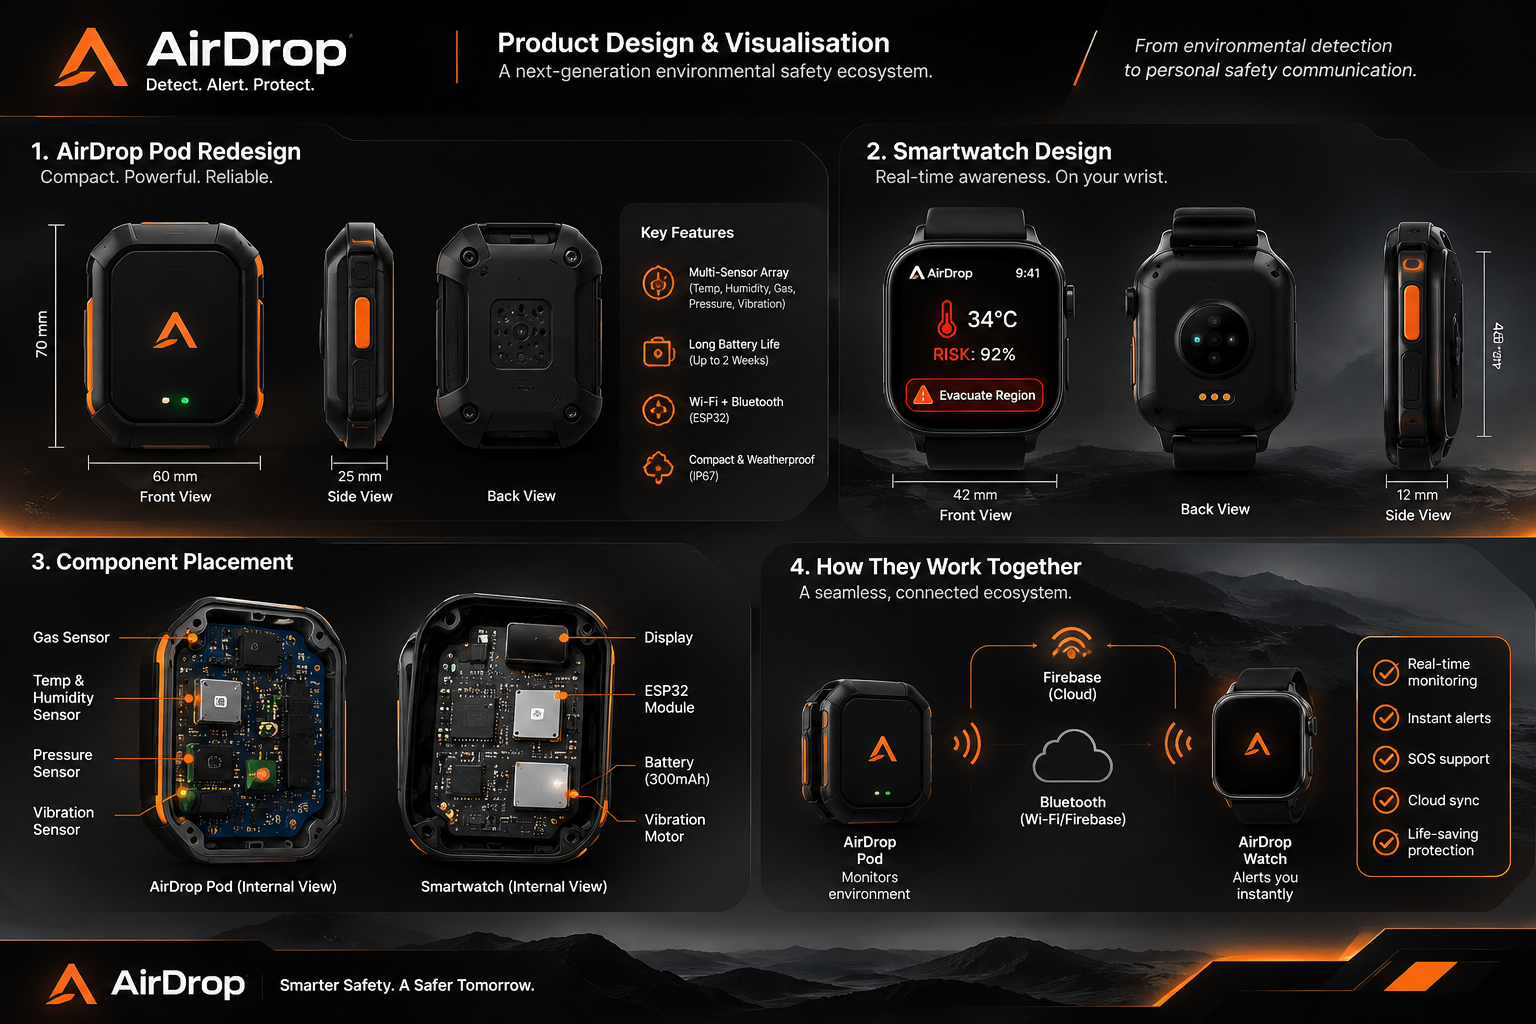 AirDrop
Detect. Alert. Protect.
Product Design & Visualisation
A next-generation environmental safety ecosystem.
From environmental detection
to personal safety communication.
1. AirDrop Pod Redesign
Compact. Powerful. Reliable.
70 mm
60 mm
Front View
25 mm
Side View
Back View
Key Features
Multi-Sensor Array
(Temp, Humidity, Gas,
Pressure, Vibration)
Long Battery Life
(Up to 2 Weeks)
Wi-Fi + Bluetooth
(ESP32)
Compact & Weatherproof
(IP67)
2. Smartwatch Design
Real-time awareness. On your wrist.
AirDrop
9:41
34°C
RISK: 92%
Evacuate Region
42 mm
Front View
Back View
12 mm
Side View
3. Component Placement
Gas Sensor
Temp &
Humidity
Sensor
Pressure
Sensor
Vibration
Sensor
AirDrop Pod (Internal View)
Display
ESP32
Module
Battery
(300mAh)
Vibration
Motor
Smartwatch (Internal View)
4. How They Work Together
A seamless, connected ecosystem.
Firebase
(Cloud)
Bluetooth
(Wi-Fi/Firebase)
AirDrop
Pod
Monitors
environment
AirDrop
Watch
Alerts you
instantly
Real-time
monitoring
Instant alerts
SOS support
Cloud sync
Life-saving
protection
AirDrop
Smarter Safety. A Safer Tomorrow.